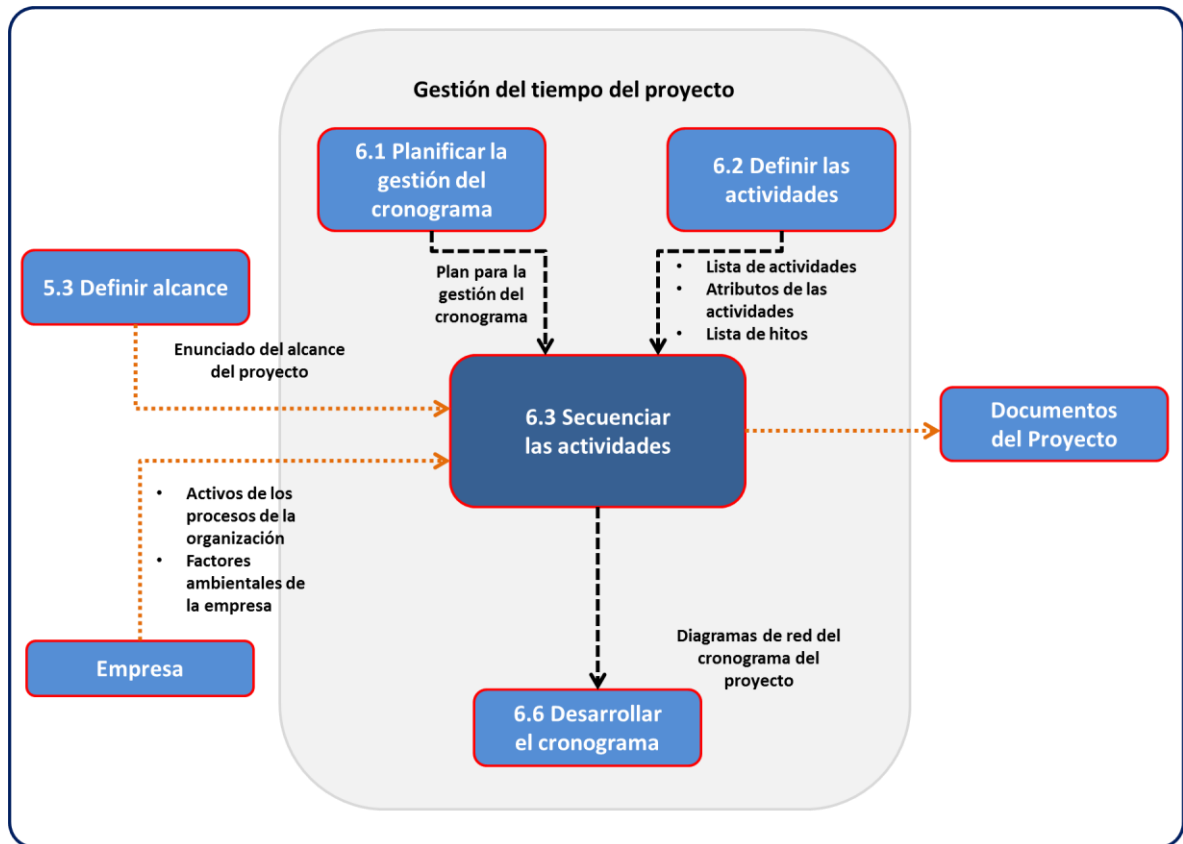 Gestión del tiempo del proyecto
6.1 Planificar la
gestión del
cronograma
6.2 Definir las
actividades
5.3 Definir alcance
Plan para la
gestión del
cronograma
• Lista de actividades
• Atributos de las
actividades
• Lista de hitos
Enunciado del alcance
del proyecto
6.3 Secuenciar
las actividades
Documentos
del Proyecto
• Activos de los
procesos de la
organización
• Factores
ambientales de
la empresa
Empresa
Diagramas de red del
cronograma del
proyecto
6.6 Desarrollar
el cronograma